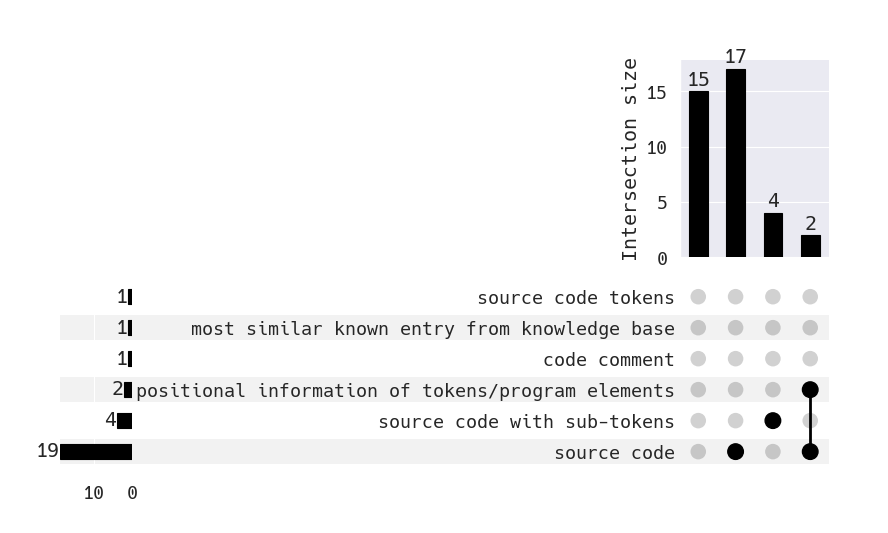 17
15
4
2
Intersection size
15
10
5
0
1 source code tokens
1 most similar known entry from knowledge base
1 code comment
2 positional information of tokens/program elements
4 source code with sub-tokens
19 source code
10 0